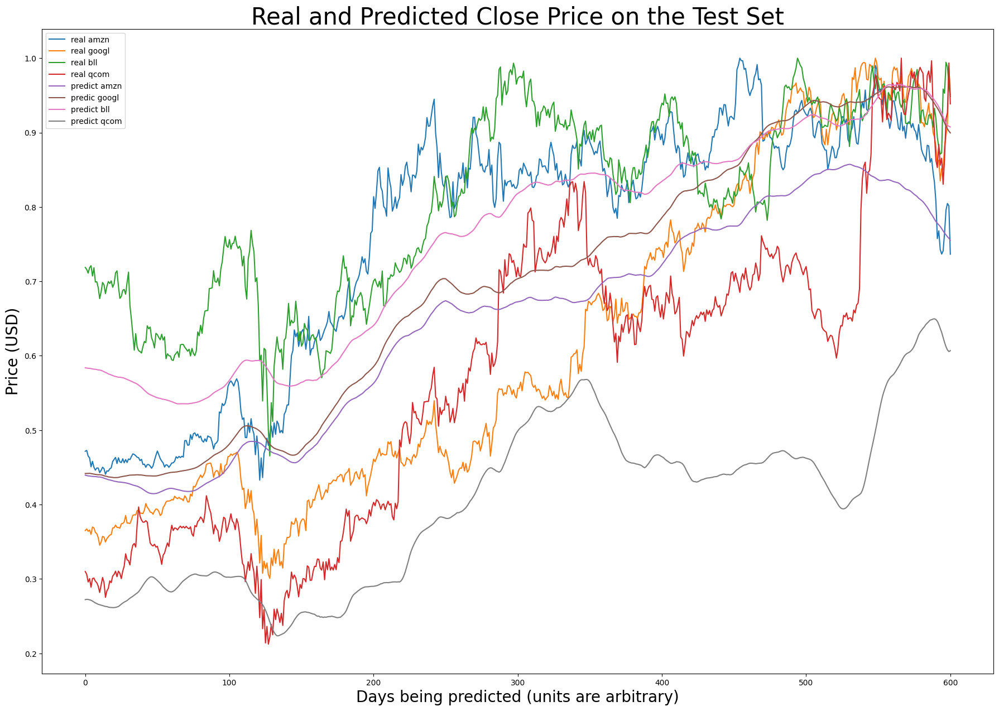 Real and Predicted Close Price on the Test Set
real amzn
real googl
real bll
real qcom
predict amzn
predic googl
predict bll
predict qcom
Price (USD)
1.0
0.9
0.8
0.7
0.6
0.5
0.4
0.3
0.2
0 100 200 300 400 500 600
Days being predicted (units are arbitrary)